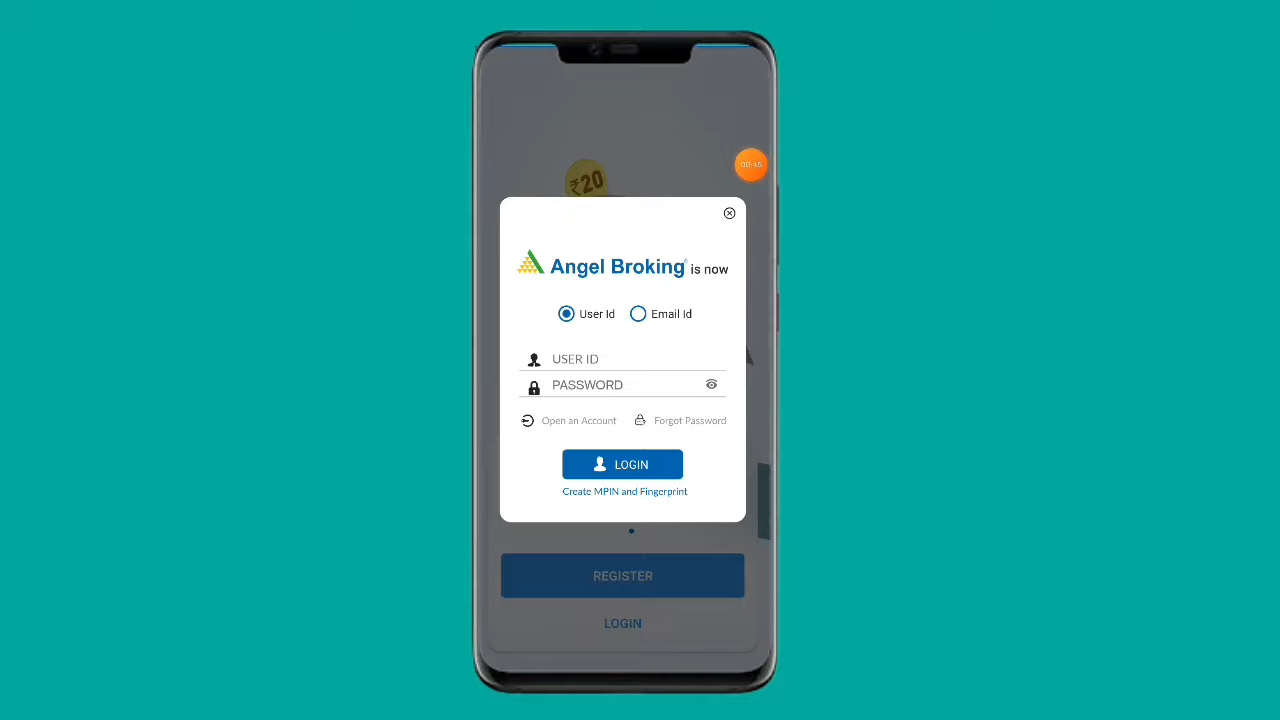 ₹20
00:45
Angel Broking is now
User Id Email Id
USER ID
PASSWORD
Open an Account Forgot Password
LOGIN
Create MPIN and Fingerprint
REGISTER
LOGIN